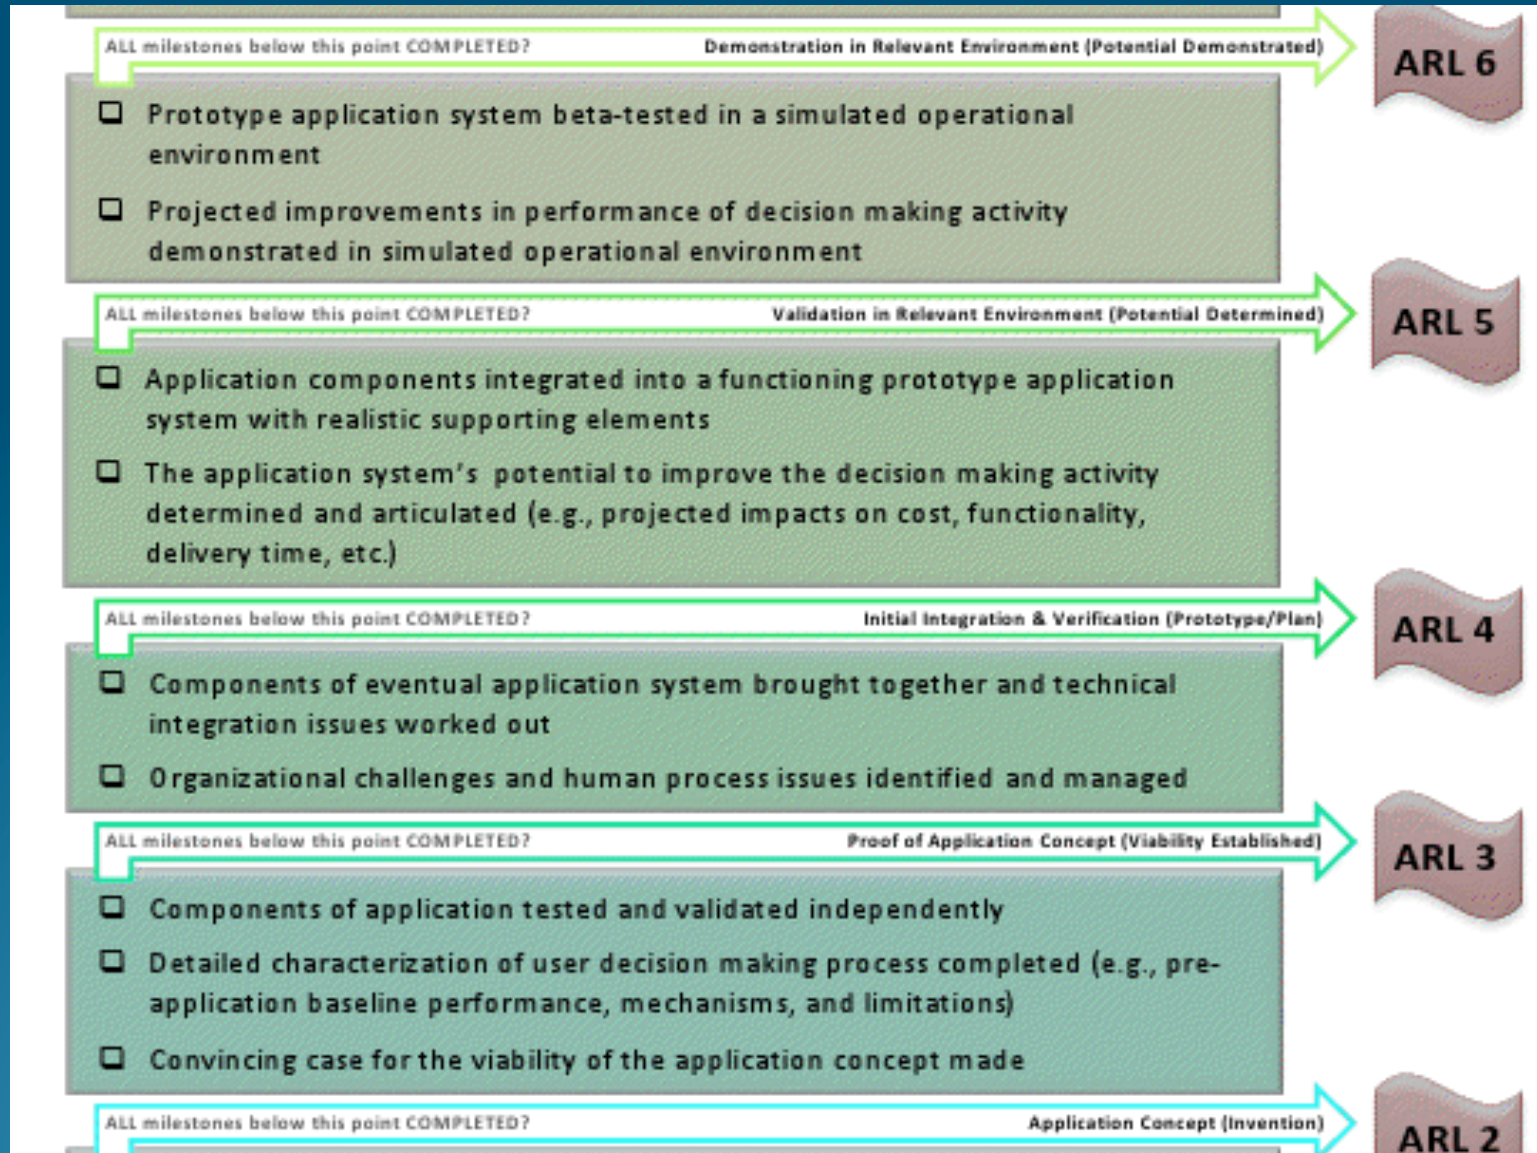 ALL milestones below this point COMPLETED? Demonstration in Relevant Environment (Potential Demonstrated) ARL 6
Prototype application system beta-tested in a simulated operational
environment
Projected improvements in performance of decision making activity
demonstrated in simulated operational environment
ALL milestones below this point COMPLETED? Validation in Relevant Environment (Potential Determined) ARL 5
Application components integrated into a functioning prototype application
system with realistic supporting elements
The application system's potential to improve the decision making activity
determined and articulated (e.g., projected impacts on cost, functionality,
delivery time, etc.)
ALL milestones below this point COMPLETED? Initial Integration & Verification (Prototype/Plan) ARL 4
Components of eventual application system brought together and technical
integration issues worked out
Organizational challenges and human process issues identified and managed
ALL milestones below this point COMPLETED? Proof of Application Concept (Viability Established) ARL 3
Components of application tested and validated independently
Detailed characterization of user decision making process completed (e.g., pre-
application baseline performance, mechanisms, and limitations)
Convincing case for the viability of the application concept made
ALL milestones below this point COMPLETED? Application Concept (Invention) ARL 2